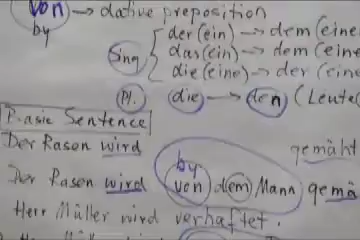 von → dative preposition
by
Sing der (ein) → dem (eine
das (ein) → dem (eine
die (eine) → der (eine
Pl. die → den (Leute
Basic Sentence
Der Rasen wird gemäht
by
Der Rasen wird von dem Mann gemä
Herr Müller wird verhaftet.